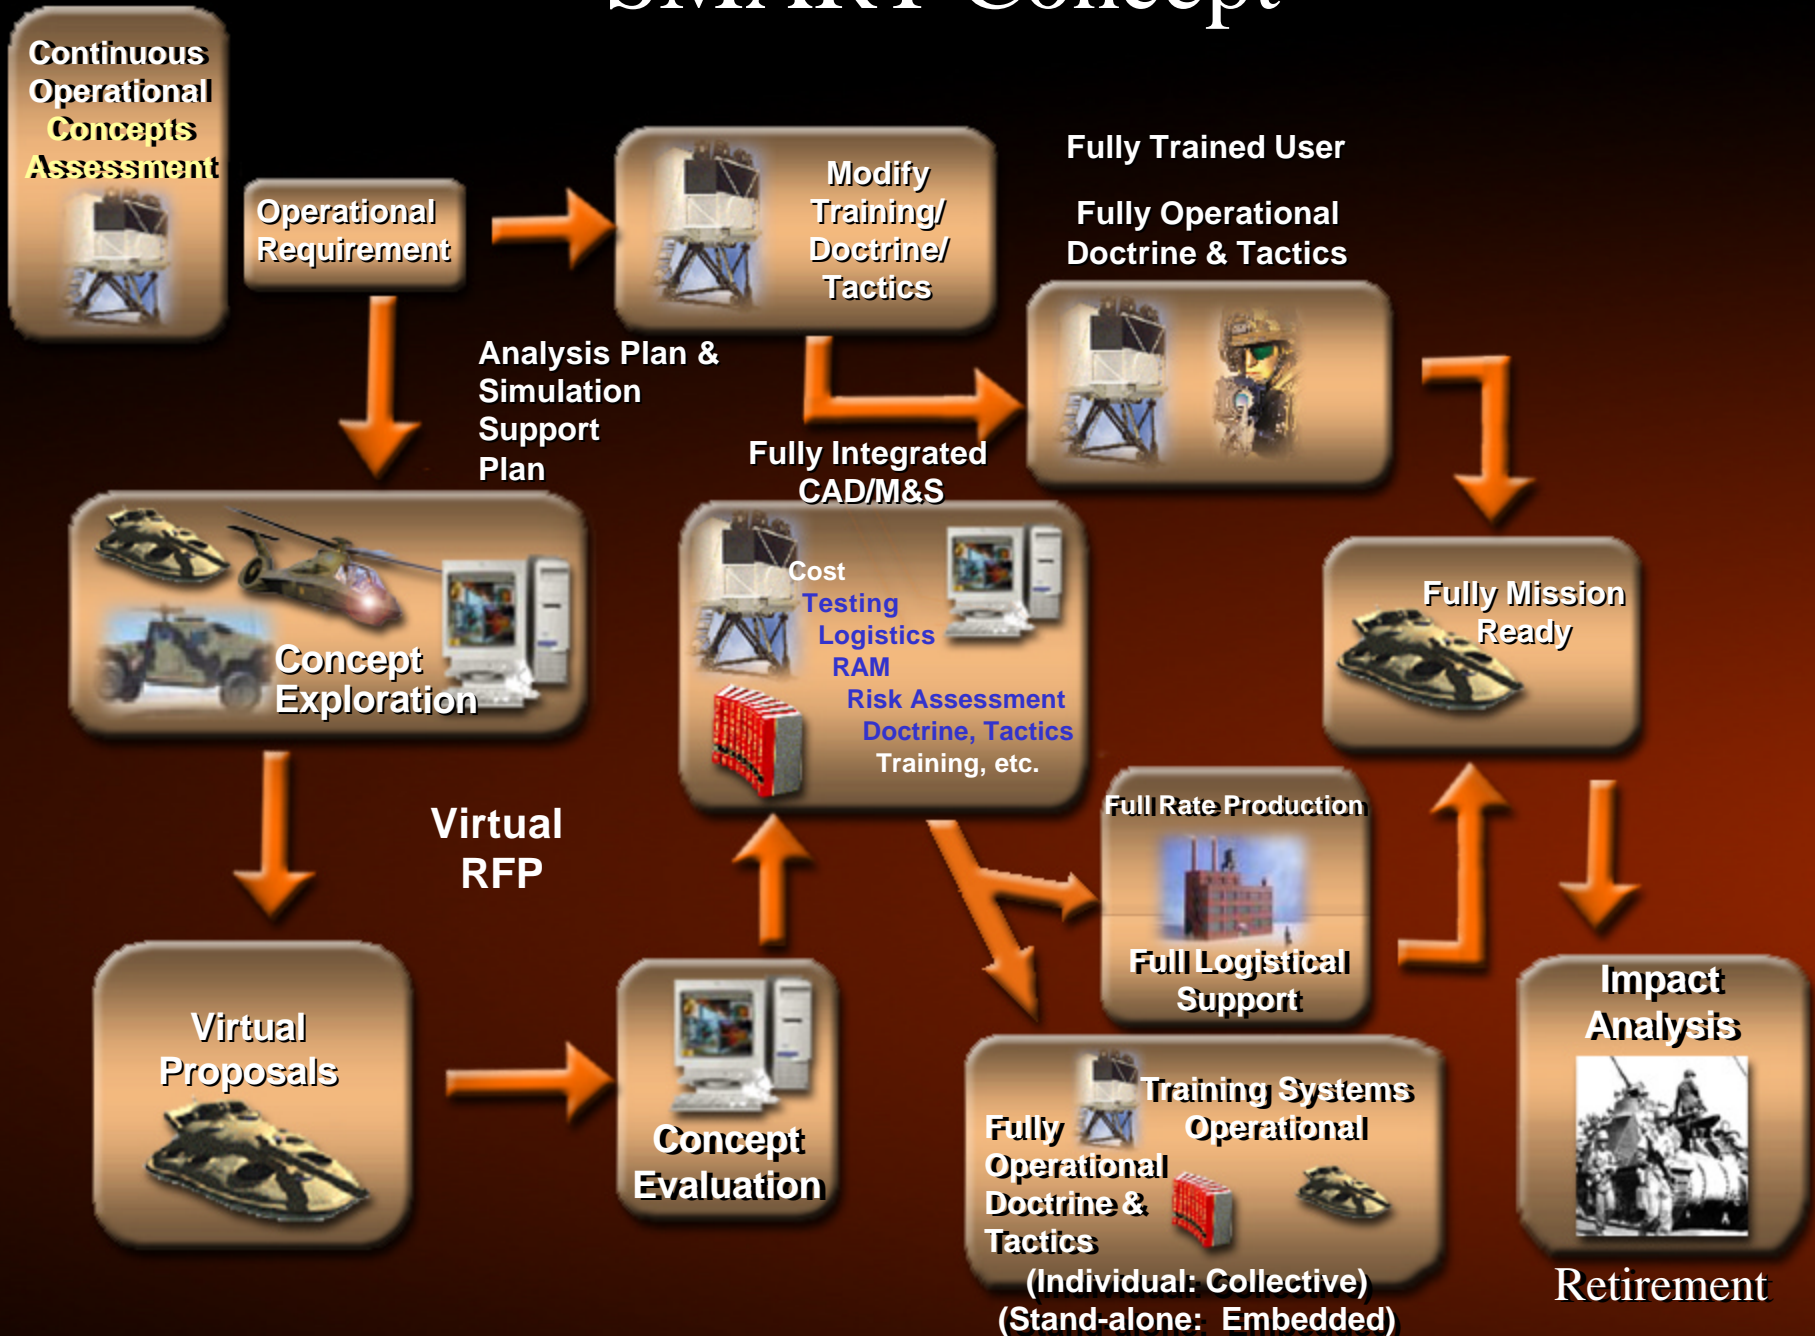 SMART Concept
Continuous
Operational
Concepts
Assessment
Operational
Requirement
Modify
Training/
Doctrine/
Tactics
Fully Trained User
Fully Operational
Doctrine & Tactics
Analysis Plan &
Simulation
Support
Plan
Fully Integrated
CAD/M&S
Concept
Exploration
Cost
Testing
Logistics
RAM
Risk Assessment
Doctrine, Tactics
Training, etc.
Fully Mission
Ready
Virtual
RFP
Full Rate Production
Full Logistical
Support
Virtual
Proposals
Concept
Evaluation
Training Systems
Operational
Fully
Operational
Doctrine &
Tactics
(Individual: Collective)
(Stand-alone: Embedded)
Impact
Analysis
Retirement